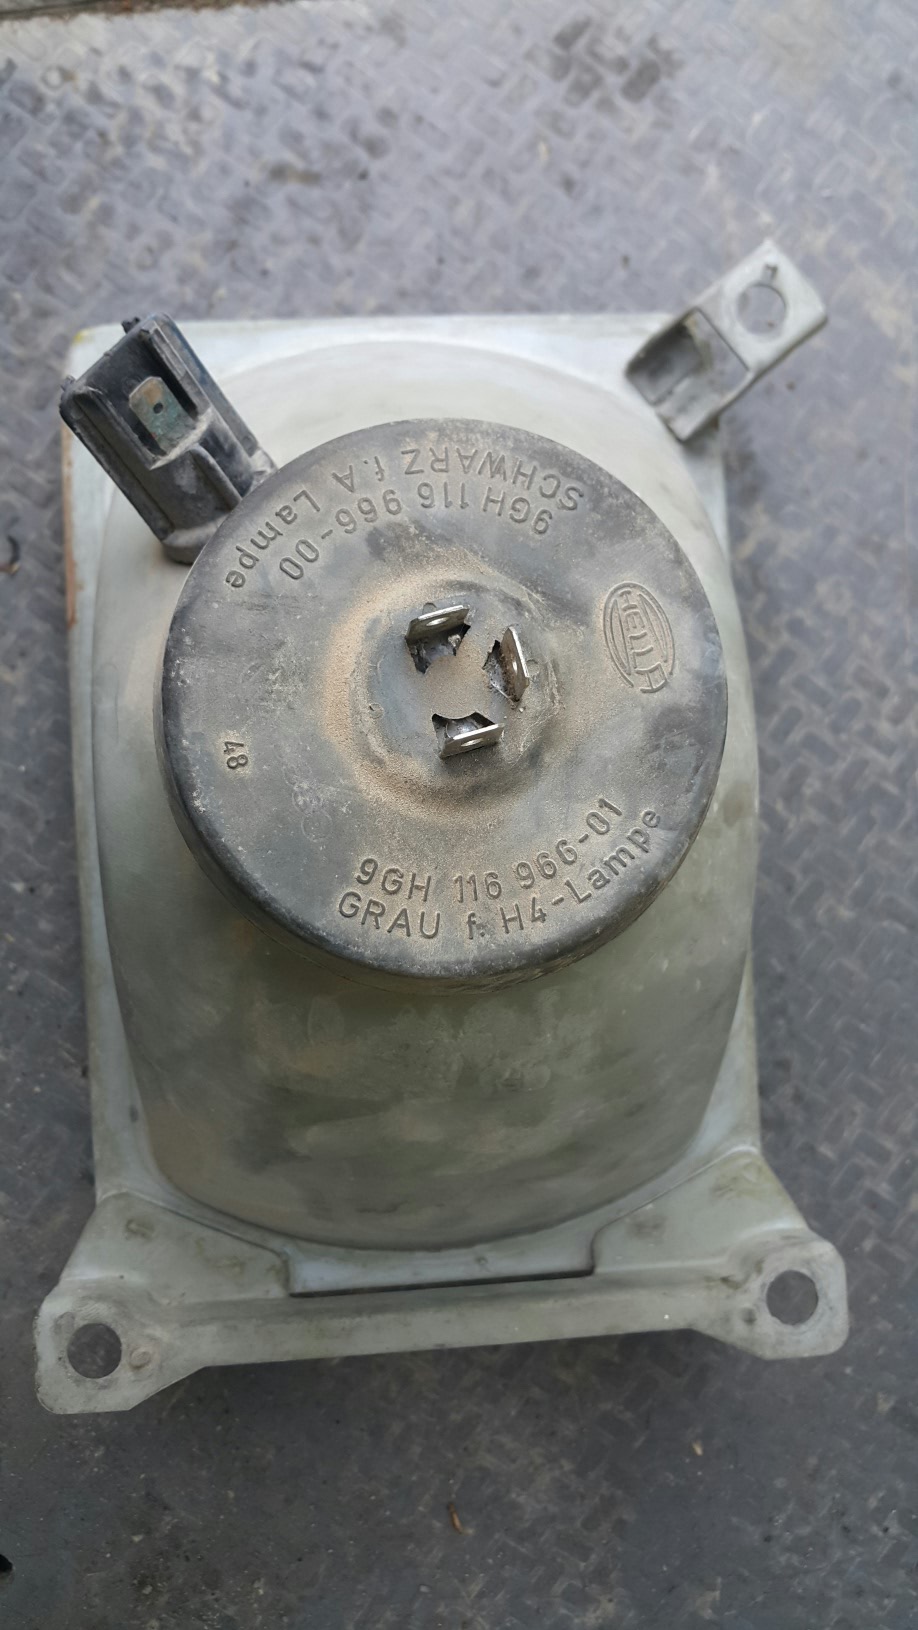 SCHWARZ f. A Lampe
9GH 116 966-00
HELLA
48
9GH 116 966-01
GRAU f. H4-Lampe